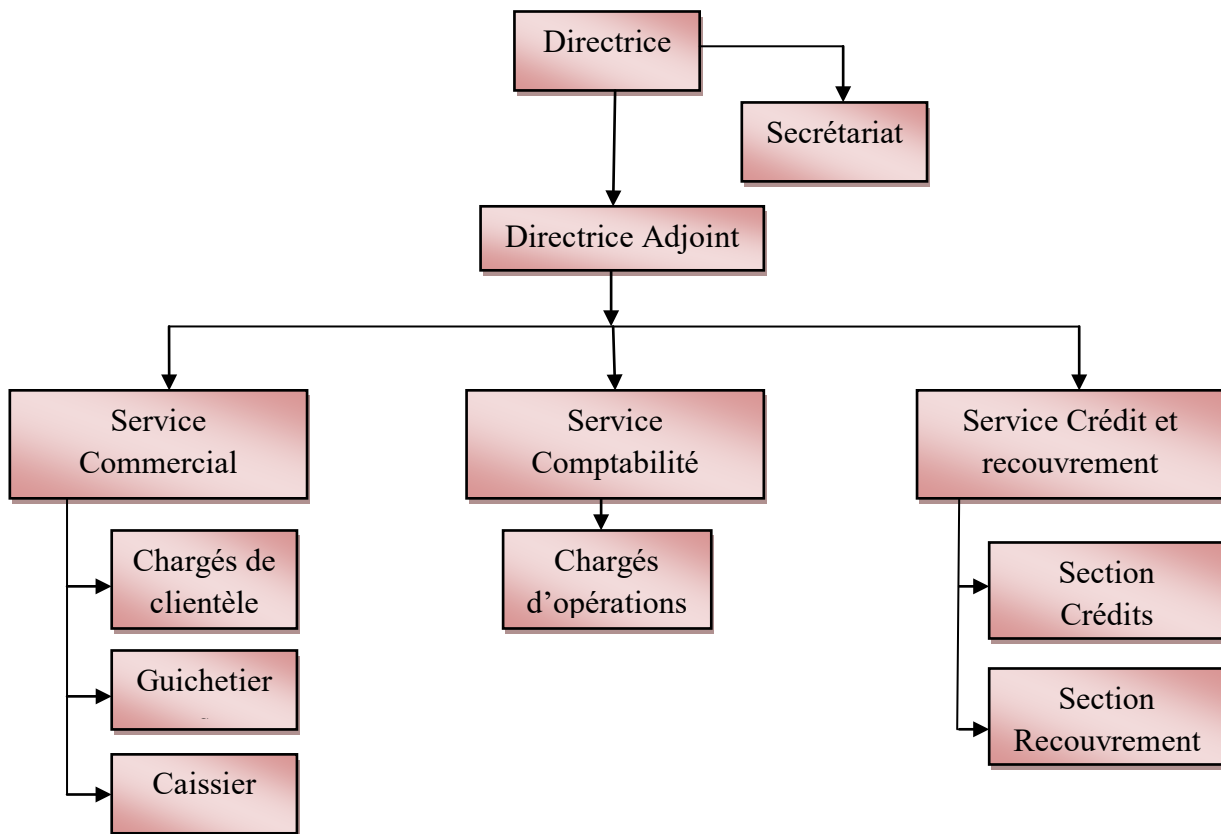 Directrice
Secrétariat
Directrice Adjoint
Service
Commercial
Service
Comptabilité
Service Crédit et
recouvrement
Chargés de
clientèle
Guichetier
Caissier
Chargés
d’opérations
Section
Crédits
Section
Recouvrement